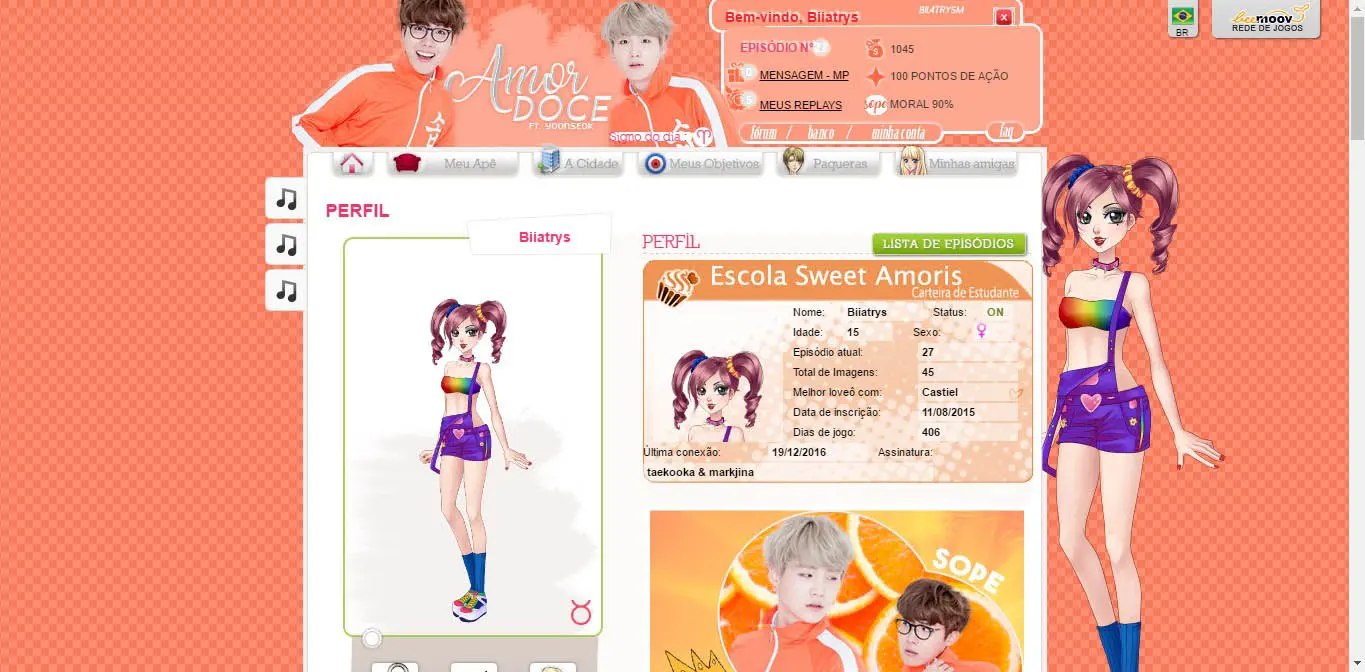 Bem-vindo, Biiatrys
BIIATRYSM
x
BR
beemoov
REDE DE JOGOS
EPISÓDIO N°27
$
1045
0
MENSAGEM - MP
100 PONTOS DE AÇÃO
5
MEUS REPLAYS
sope
MORAL 90%
fórum / banco / minha conta
Taq
Amor
DOCE
FT. YOONSEOK
Signo do dia :
Meu Apê
A Cidade
Meus Objetivos
Paqueras
Minhas amigas
PERFIL
Biiatrys
PERFIL
LISTA DE EPISÓDIOS
Escola Sweet Amoris
Carteira de Estudante
Nome: Biiatrys Status: ON
Idade: 15 Sexo:
Episódio atual: 27
Total de Imagens: 45
Melhor loveô com: Castiel
Data de inscrição: 11/08/2015
Dias de jogo: 406
Última conexão: 19/12/2016 Assinatura:
taekooka & markjina
SOPE